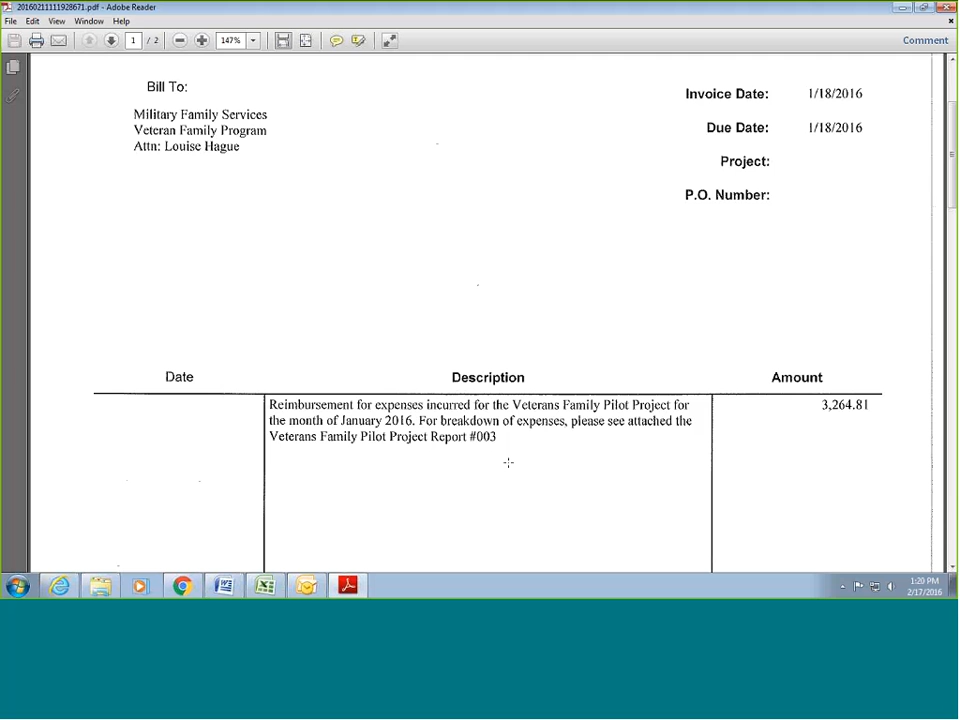 20160211111928671.pdf - Adobe Reader
File Edit View Window Help
1 / 2 147% Comment
Bill To:
Military Family Services
Veteran Family Program
Attn: Louise Hague
Invoice Date: 1/18/2016
Due Date: 1/18/2016
Project:
P.O. Number:
Date Description Amount
Reimbursement for expenses incurred for the Veterans Family Pilot Project for 3,264.81
the month of January 2016. For breakdown of expenses, please see attached the
Veterans Family Pilot Project Report #003
1:20 PM
2/17/2016